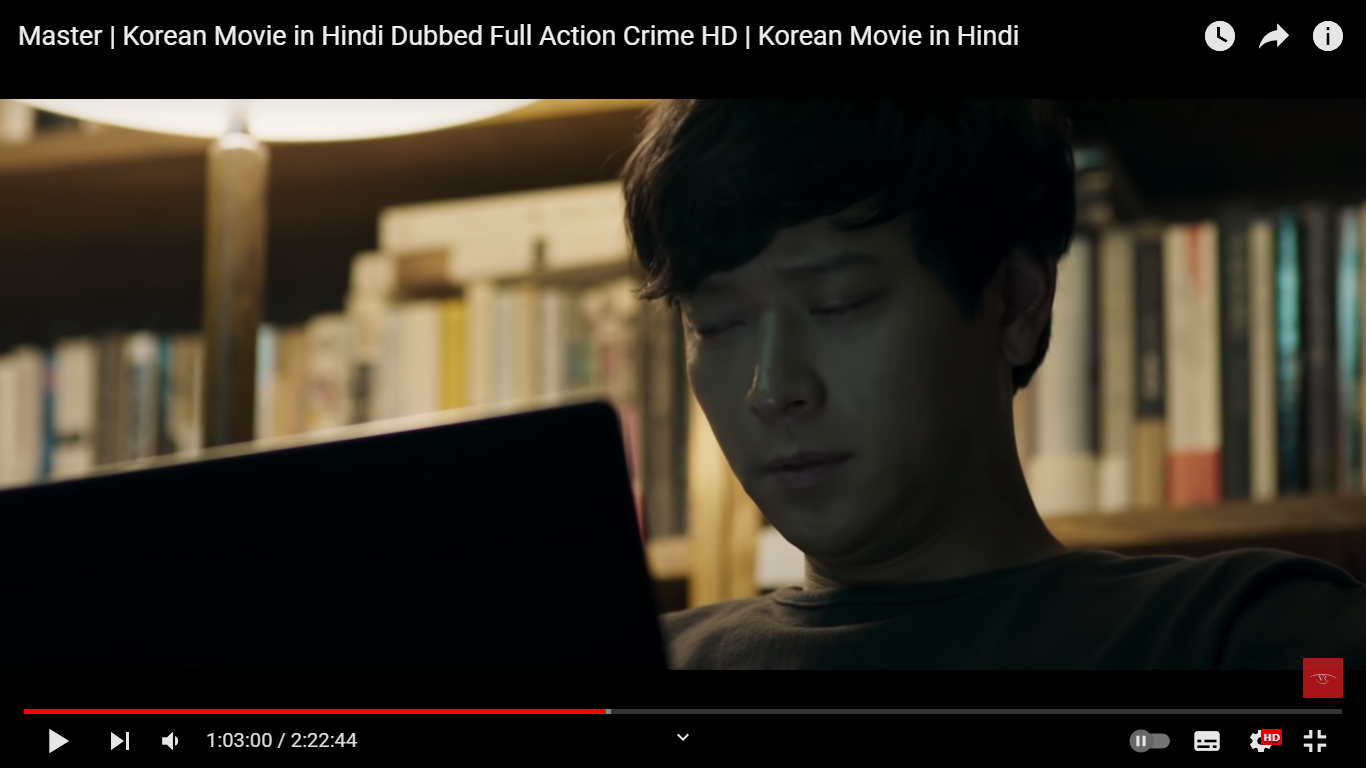 Master | Korean Movie in Hindi Dubbed Full Action Crime HD | Korean Movie in Hindi
1:03:00 / 2:22:44
HD